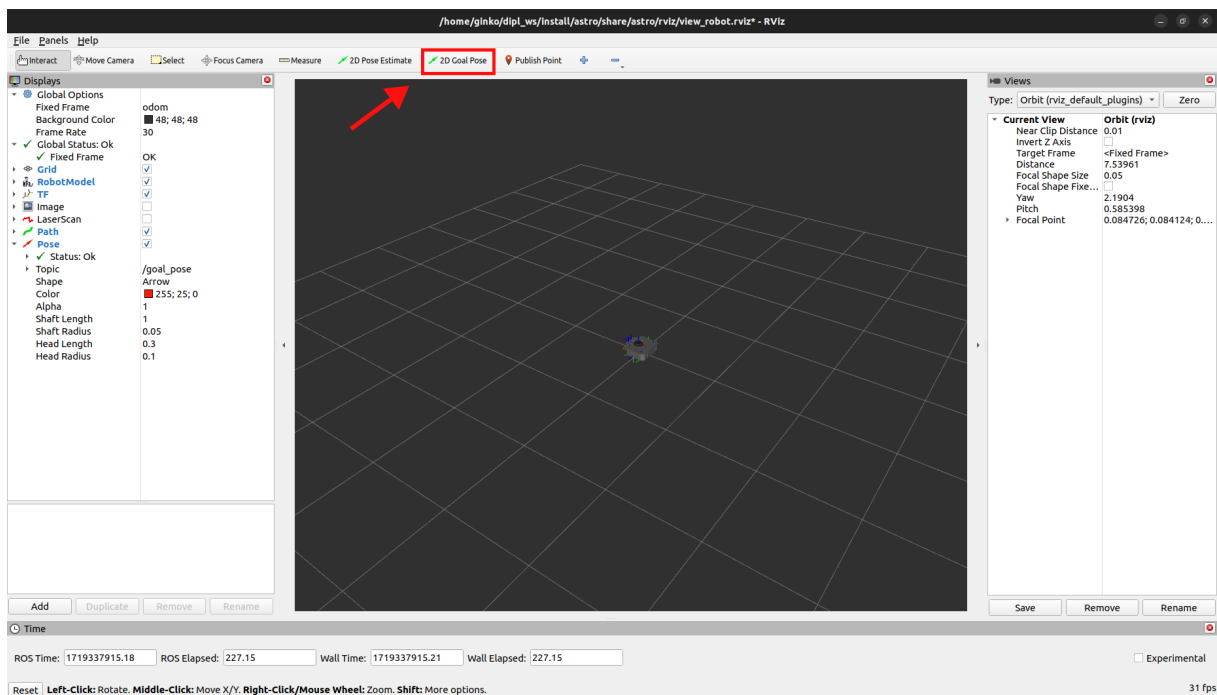 /home/ginko/dipl_ws/install/astro/share/astro/rviz/view_robot.rviz* - RViz
File Panels Help
Interact Move Camera Select Focus Camera Measure 2D Pose Estimate 2D Goal Pose Publish Point
Displays
Global Options
Fixed Frame odom
Background Color 48; 48; 48
Frame Rate 30
Global Status: Ok
Fixed Frame OK
Grid
RobotModel
TF
Image
LaserScan
Path
Pose
Status: Ok
Topic /goal_pose
Shape Arrow
Color 255; 25; 0
Alpha 1
Shaft Length 1
Shaft Radius 0.05
Head Length 0.3
Head Radius 0.1
Add Duplicate Remove Rename
Views
Type: Orbit (rviz_default_plugins) Zero
Current View Orbit (rviz)
Near Clip Distance 0.01
Invert Z Axis
Target Frame <Fixed Frame>
Distance 7.53961
Focal Shape Size 0.05
Focal Shape Fixe...
Yaw 2.1904
Pitch 0.585398
Focal Point 0.084726; 0.084124; 0....
Save Remove Rename
Time
ROS Time: 1719337915.18 ROS Elapsed: 227.15 Wall Time: 1719337915.21 Wall Elapsed: 227.15 Experimental
Reset Left-Click: Rotate. Middle-Click: Move X/Y. Right-Click/Mouse Wheel: Zoom. Shift: More options. 31 fps